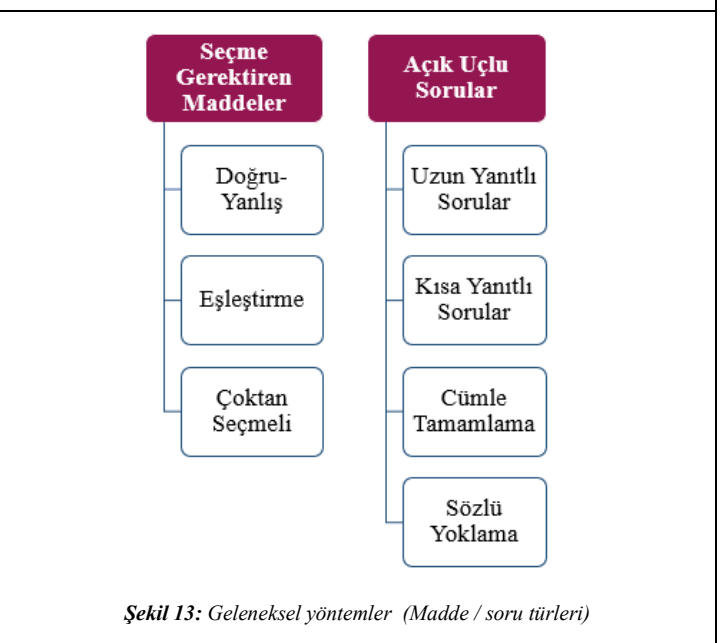 Seçme
Gerektiren
Maddeler
Doğru-
Yanlış
Eşleştirme
Çoktan
Seçmeli
Açık Uçlu
Sorular
Uzun Yanıtlı
Sorular
Kısa Yanıtlı
Sorular
Cümle
Tamamlama
Sözlü
Yoklama
Şekil 13: Geleneksel yöntemler (Madde / soru türleri)